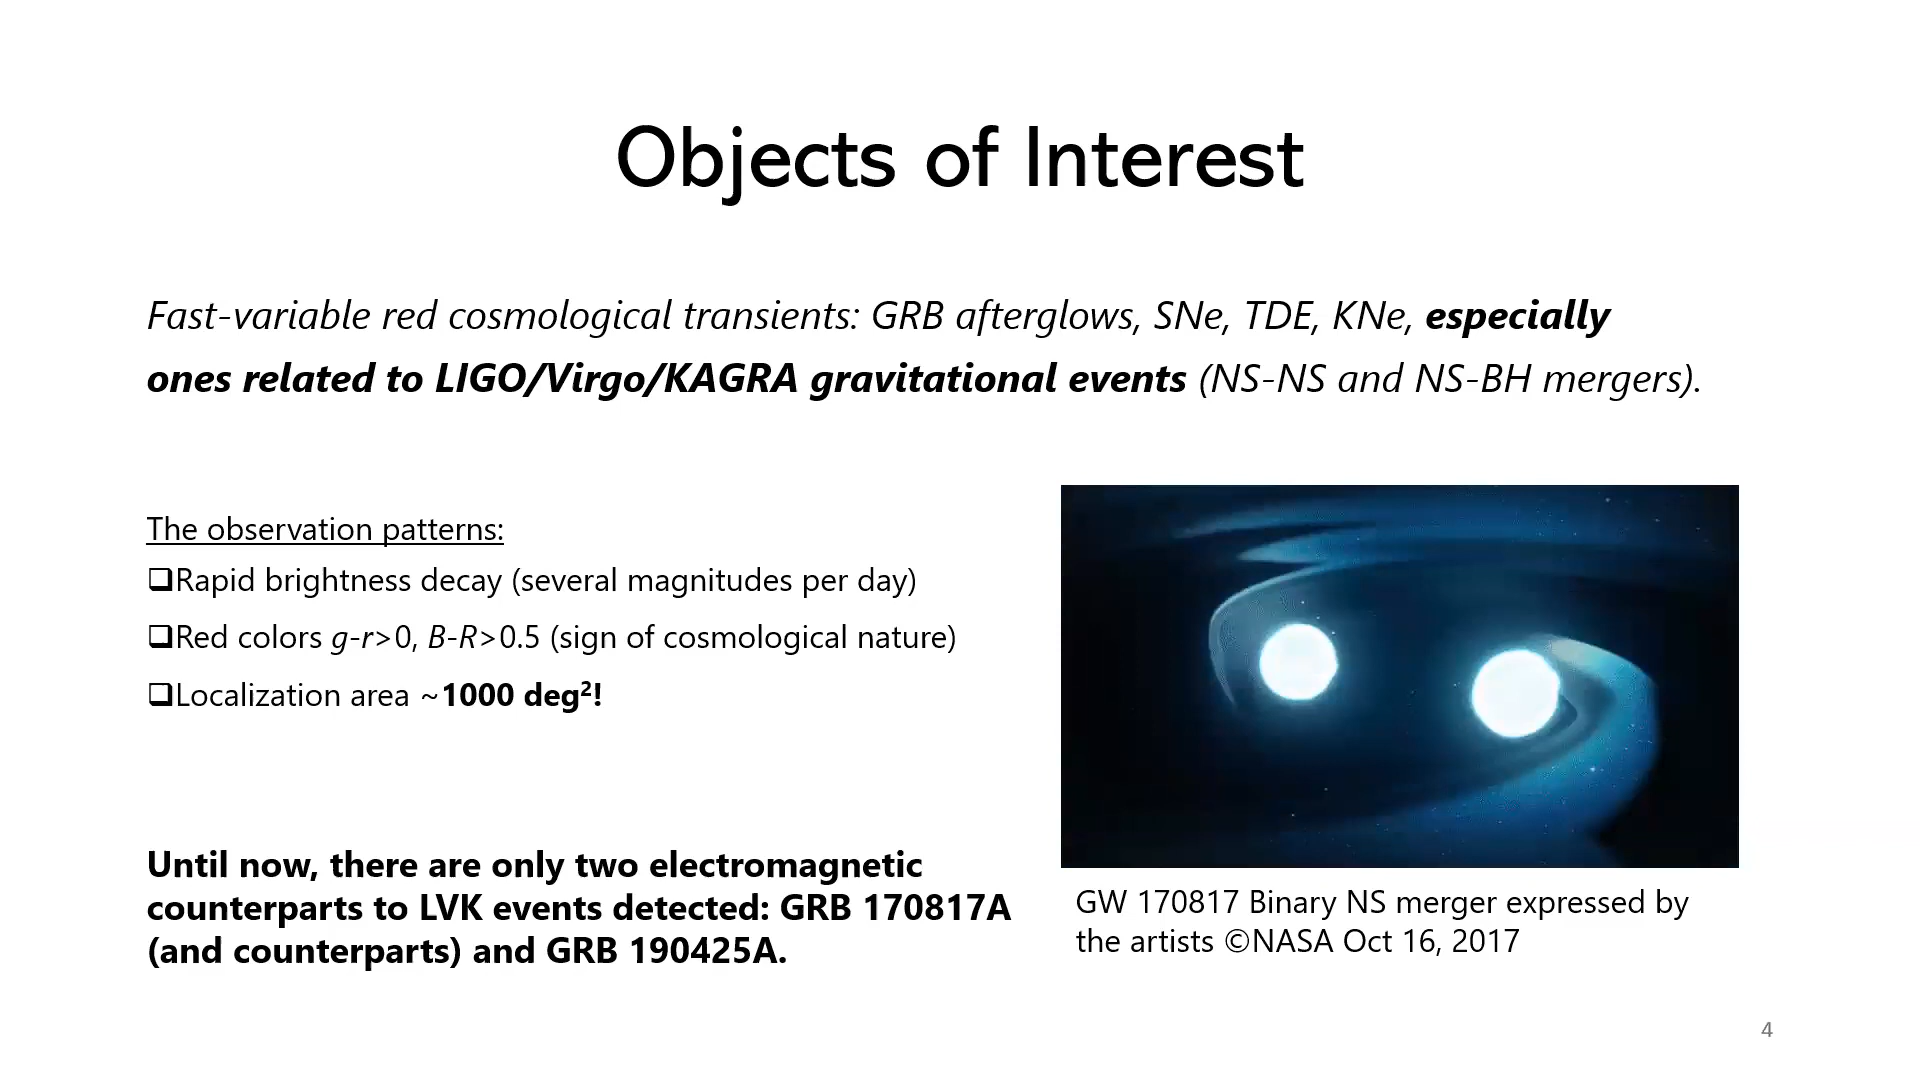 Objects of Interest
Fast-variable red cosmological transients: GRB afterglows, SNe, TDE, KNe, especially
ones related to LIGO/Virgo/KAGRA gravitational events (NS-NS and NS-BH mergers).
The observation patterns:
❑Rapid brightness decay (several magnitudes per day)
❑Red colors g-r>0, B-R>0.5 (sign of cosmological nature)
❑Localization area ~1000 deg²!
Until now, there are only two electromagnetic
counterparts to LVK events detected: GRB 170817A
(and counterparts) and GRB 190425A.
GW 170817 Binary NS merger expressed by
the artists ©NASA Oct 16, 2017
4